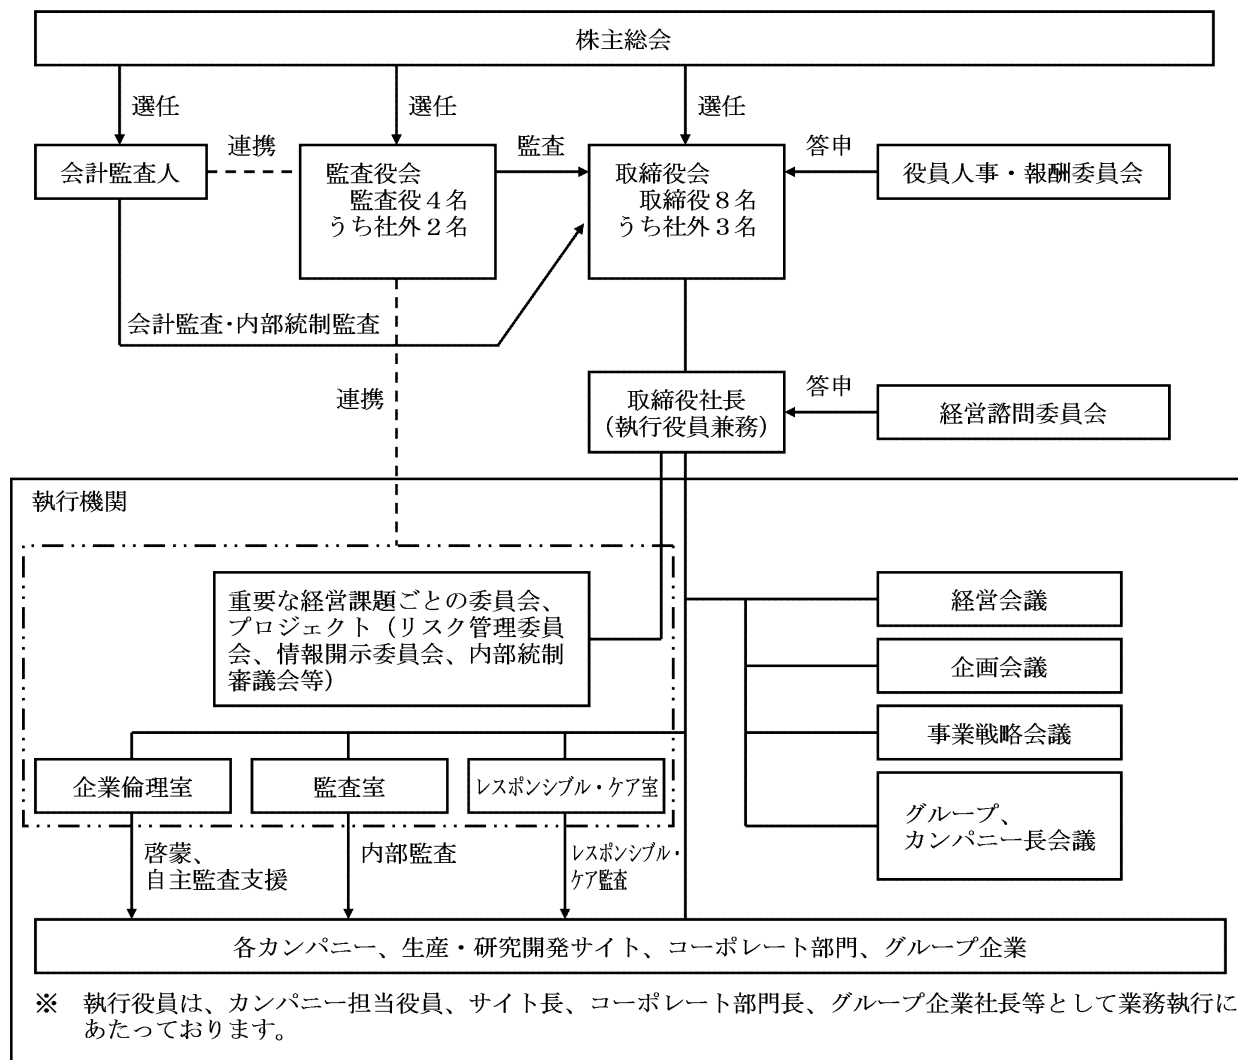 株主総会
選任
選任
選任
会計監査人
連携
監査役会
監査役４名
うち社外２名
監査
取締役会
取締役８名
うち社外３名
答申
役員人事・報酬委員会
会計監査・内部統制監査
連携
取締役社長
（執行役員兼務）
答申
経営諮問委員会
執行機関
重要な経営課題ごとの委員会、
プロジェクト（リスク管理委員
会、情報開示委員会、内部統制
審議会等）
経営会議
企画会議
事業戦略会議
グループ、
カンパニー長会議
企業倫理室
監査室
レスポンシブル・ケア室
啓蒙、
自主監査支援
内部監査
レスポンシブル・
ケア監査
各カンパニー、生産・研究開発サイト、コーポレート部門、グループ企業
※　執行役員は、カンパニー担当役員、サイト長、コーポレート部門長、グループ企業社長等として業務執行に
あたっております。